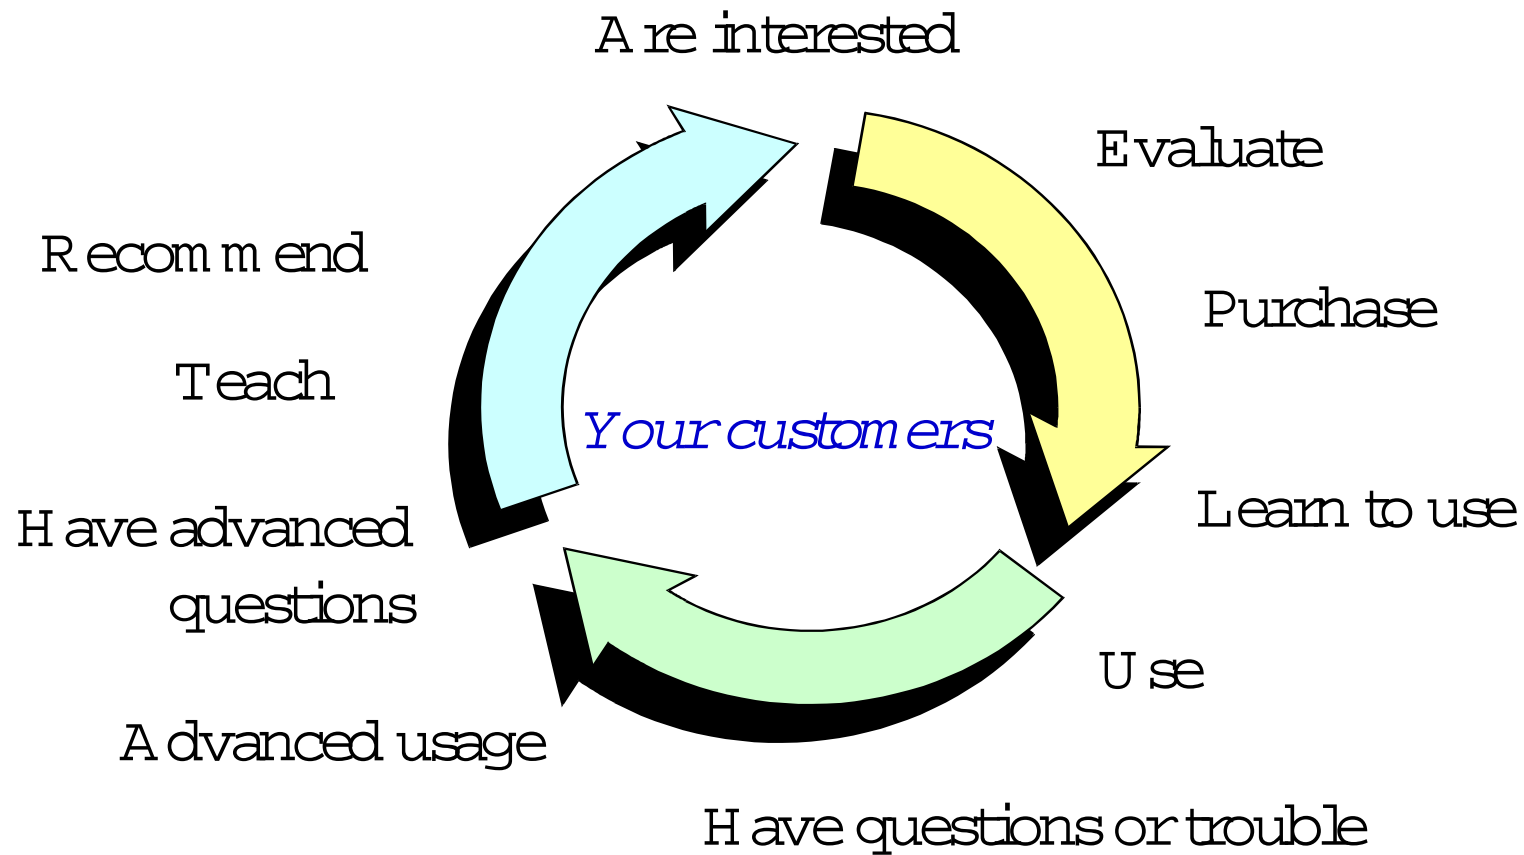 Are interested
Evaluate
Recommend
Purchase
Teach
Your customers
Learn to use
Have advanced
questions
Use
Advanced usage
Have questions or trouble